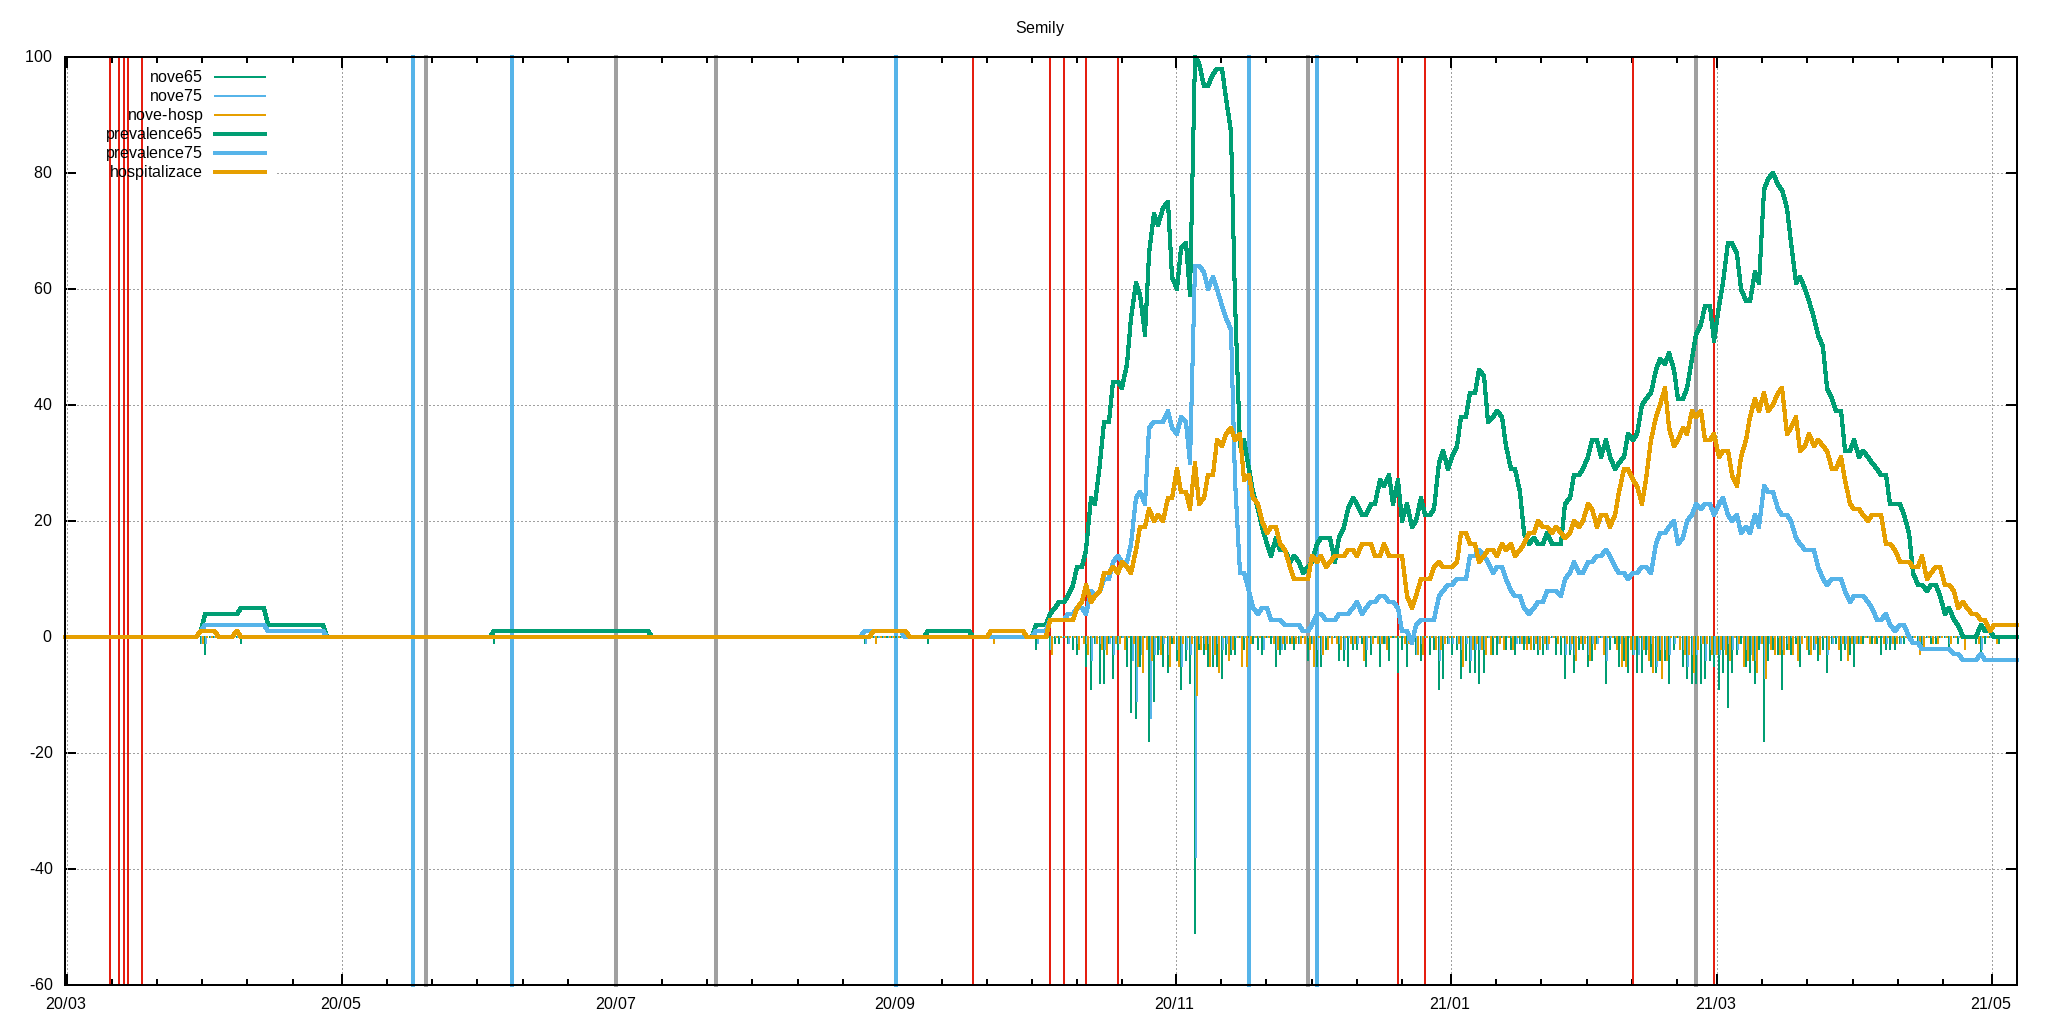 Semily
100
80
60
40
20
0
-20
-40
-60
nove65
nove75
nove-hosp
prevalence65
prevalence75
hospitalizace
20/03 20/05 20/07 20/09 20/11 21/01 21/03 21/05